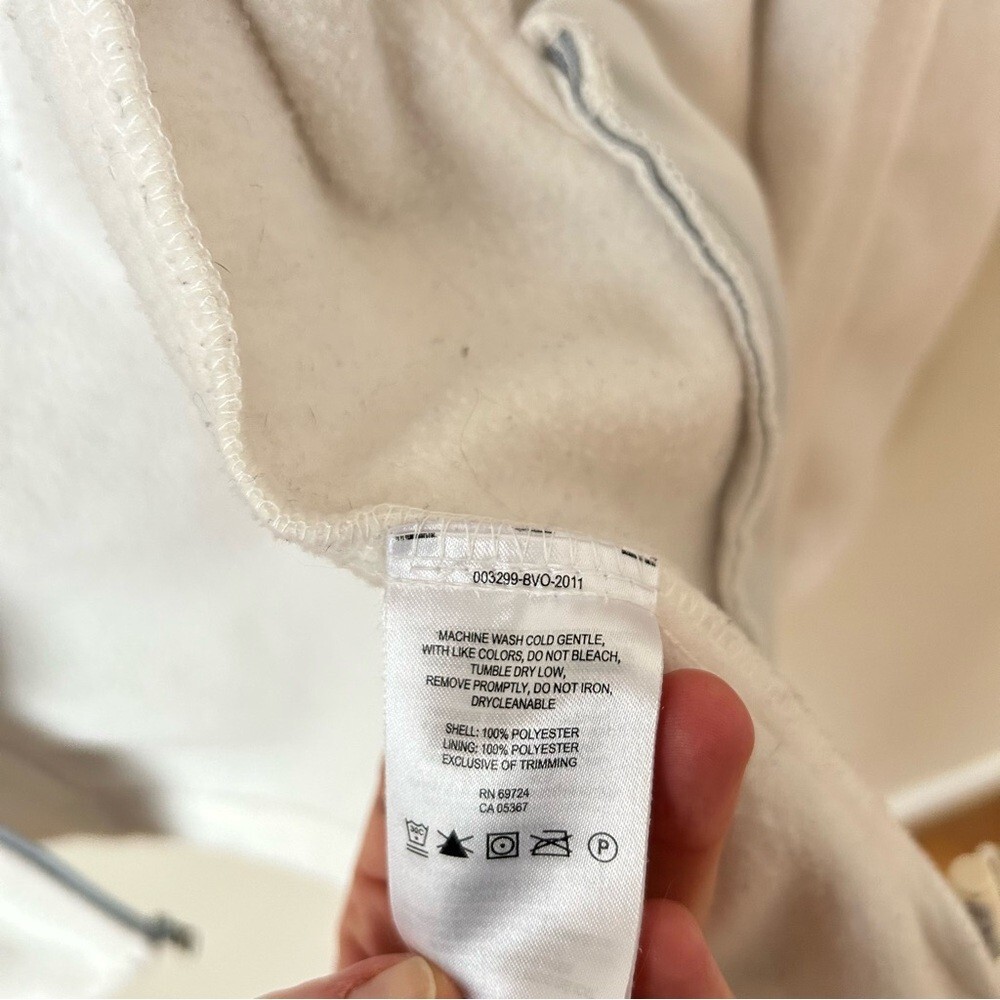 003299-BVO-2011
MACHINE WASH COLD GENTLE,
WITH LIKE COLORS, DO NOT BLEACH,
TUMBLE DRY LOW,
REMOVE PROMPTLY, DO NOT IRON,
DRYCLEANABLE
SHELL: 100% POLYESTER
LINING: 100% POLYESTER
EXCLUSIVE OF TRIMMING
RN 69724
CA 05367
30C
P